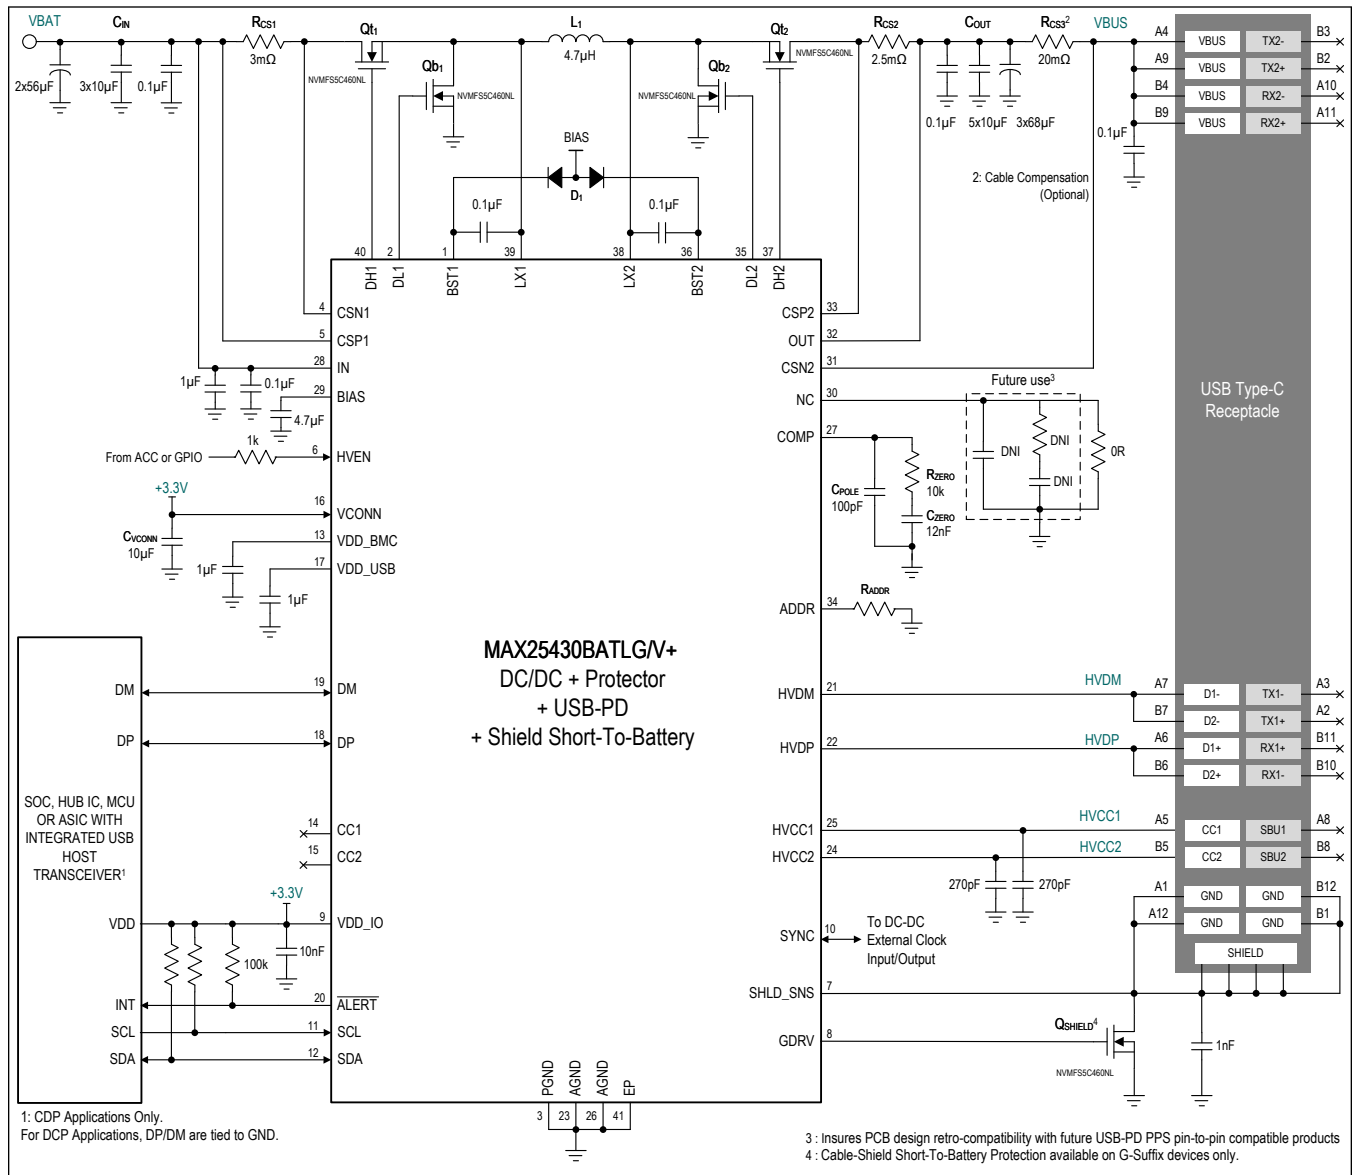 VBAT
CIN
RCS1
3mΩ
Qt1
NVMFS5C460NL
L1
4.7µH
Qt2
NVMFS5C460NL
RCS2
2.5mΩ
COUT
RCS3²
20mΩ
VBUS
2x56µF
3x10µF
0.1µF
Qb1
NVMFS5C460NL
Qb2
NVMFS5C460NL
0.1µF
5x10µF
3x68µF
0.1µF
2: Cable Compensation
(Optional)
BIAS
D1
0.1µF
0.1µF
40
2
1
39
38
36
35
37
DH1
DL1
BST1
LX1
LX2
BST2
DL2
DH2
4
CSN1
5
CSP1
28
IN
29
BIAS
1µF
0.1µF
4.7µF
From ACC or GPIO
1k
6
HVEN
+3.3V
16
VCONN
CVCONN
10µF
13
VDD_BMC
1µF
17
VDD_USB
1µF
CSP2
33
OUT
32
CSN2
31
NC
30
COMP
27
Future use³
DNI
DNI
DNI
0R
CPOLE
100pF
RZERO
10k
CZERO
12nF
ADDR
34
RADDR
MAX25430BATLG/V+
DC/DC + Protector
+ USB-PD
+ Shield Short-To-Battery
DM
19
DM
DP
18
DP
SOC, HUB IC, MCU
OR ASIC WITH
INTEGRATED USB
HOST
TRANSCEIVER¹
14
CC1
15
CC2
+3.3V
VDD
9
VDD_IO
10nF
100k
INT
20
ALERT
SCL
11
SCL
SDA
12
SDA
HVDM
21
HVDM
HVDP
22
HVDP
HVCC1
25
HVCC1
HVCC2
24
HVCC2
270pF
270pF
SYNC
10
To DC-DC
External Clock
Input/Output
SHLD_SNS
7
GDRV
8
QSHIELD⁴
NVMFS5C460NL
1nF
PGND
AGND
AGND
EP
3
23
26
41
USB Type-C
Receptacle
A4
VBUS
TX2-
B3
A9
VBUS
TX2+
B2
B4
VBUS
RX2-
A10
B9
VBUS
RX2+
A11
A7
D1-
TX1-
A3
B7
D2-
TX1+
A2
A6
D1+
RX1+
B11
B6
D2+
RX1-
B10
A5
CC1
SBU1
A8
B5
CC2
SBU2
B8
A1
GND
GND
B12
A12
GND
GND
B1
SHIELD
1: CDP Applications Only.
For DCP Applications, DP/DM are tied to GND.
3 : Insures PCB design retro-compatibility with future USB-PD PPS pin-to-pin compatible products
4 : Cable-Shield Short-To-Battery Protection available on G-Suffix devices only.